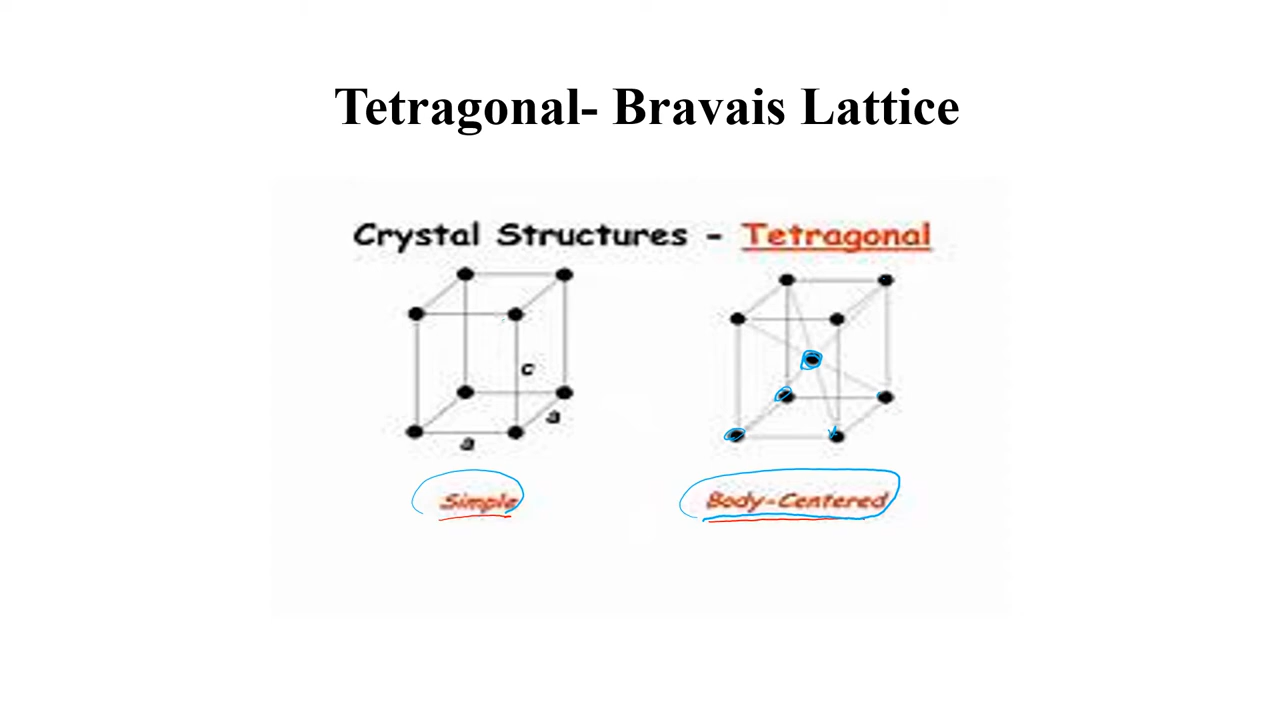 Tetragonal- Bravais Lattice
Crystal Structures - Tetragonal
c
a
a
Simple
Body-Centered